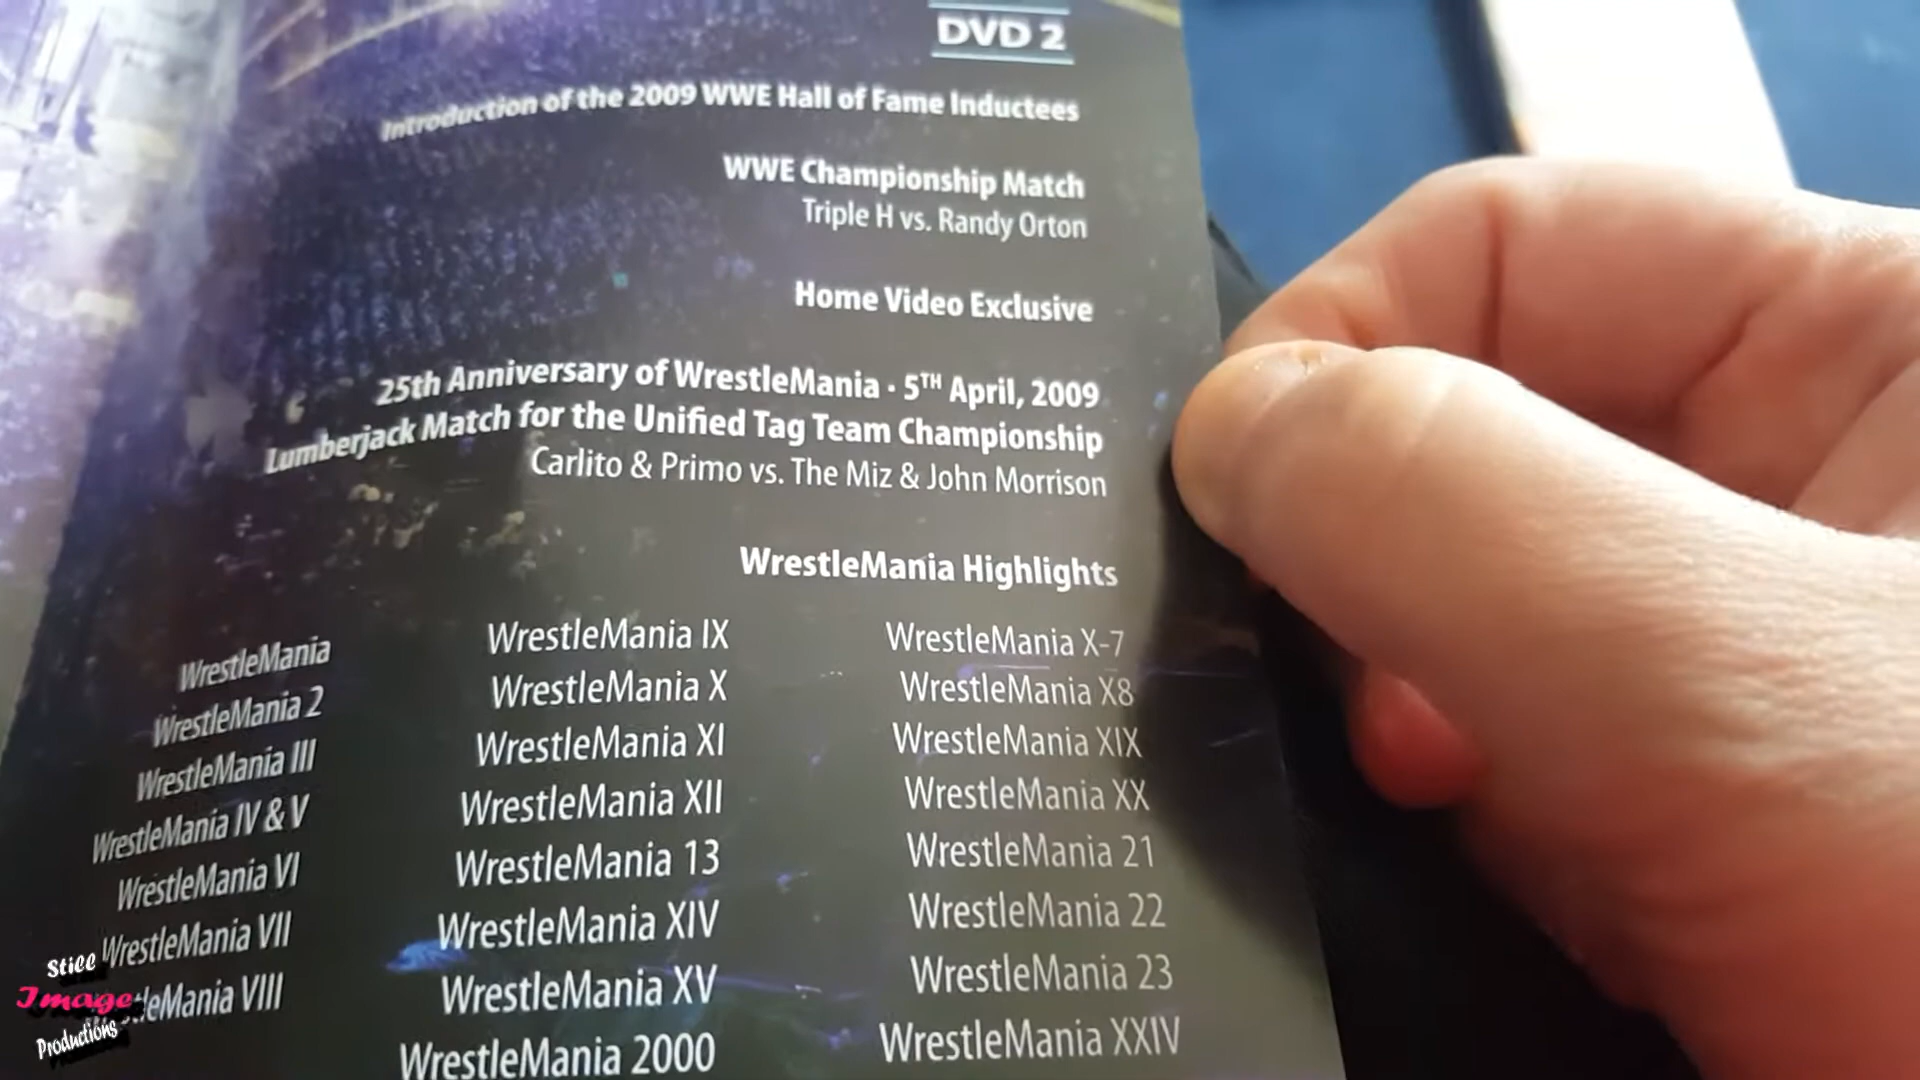 DVD 2
Introduction of the 2009 WWE Hall of Fame Inductees
WWE Championship Match
Triple H vs. Randy Orton
Home Video Exclusive
25th Anniversary of WrestleMania · 5TH April, 2009
Lumberjack Match for the Unified Tag Team Championship
Carlito & Primo vs. The Miz & John Morrison
WrestleMania Highlights
WrestleMania
WrestleMania 2
WrestleMania III
WrestleMania IV & V
WrestleMania VI
WrestleMania VII
WrestleMania VIII
WrestleMania IX
WrestleMania X
WrestleMania XI
WrestleMania XII
WrestleMania 13
WrestleMania XIV
WrestleMania XV
WrestleMania 2000
WrestleMania X-7
WrestleMania X8
WrestleMania XIX
WrestleMania XX
WrestleMania 21
WrestleMania 22
WrestleMania 23
WrestleMania XXIV
Still
Image
Productions